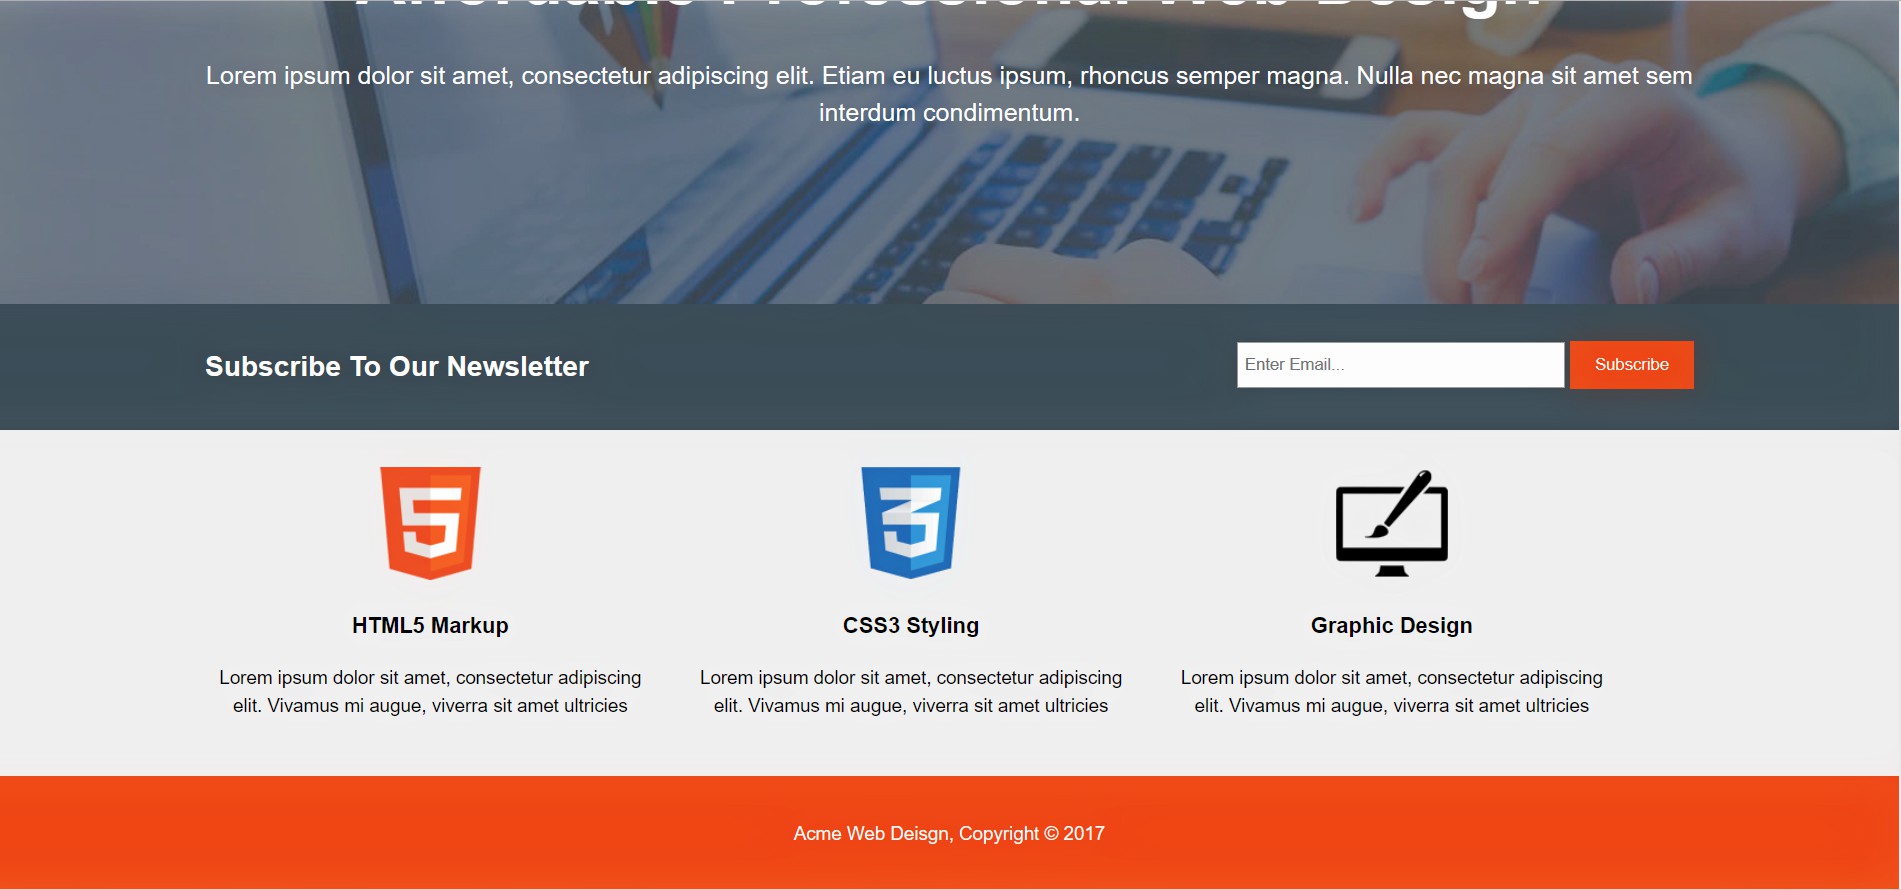 Affordable Professional Web Design
Lorem ipsum dolor sit amet, consectetur adipiscing elit. Etiam eu luctus ipsum, rhoncus semper magna. Nulla nec magna sit amet sem
interdum condimentum.
Subscribe To Our Newsletter
Enter Email...
Subscribe
HTML5 Markup
Lorem ipsum dolor sit amet, consectetur adipiscing
elit. Vivamus mi augue, viverra sit amet ultricies
CSS3 Styling
Lorem ipsum dolor sit amet, consectetur adipiscing
elit. Vivamus mi augue, viverra sit amet ultricies
Graphic Design
Lorem ipsum dolor sit amet, consectetur adipiscing
elit. Vivamus mi augue, viverra sit amet ultricies
Acme Web Deisgn, Copyright © 2017